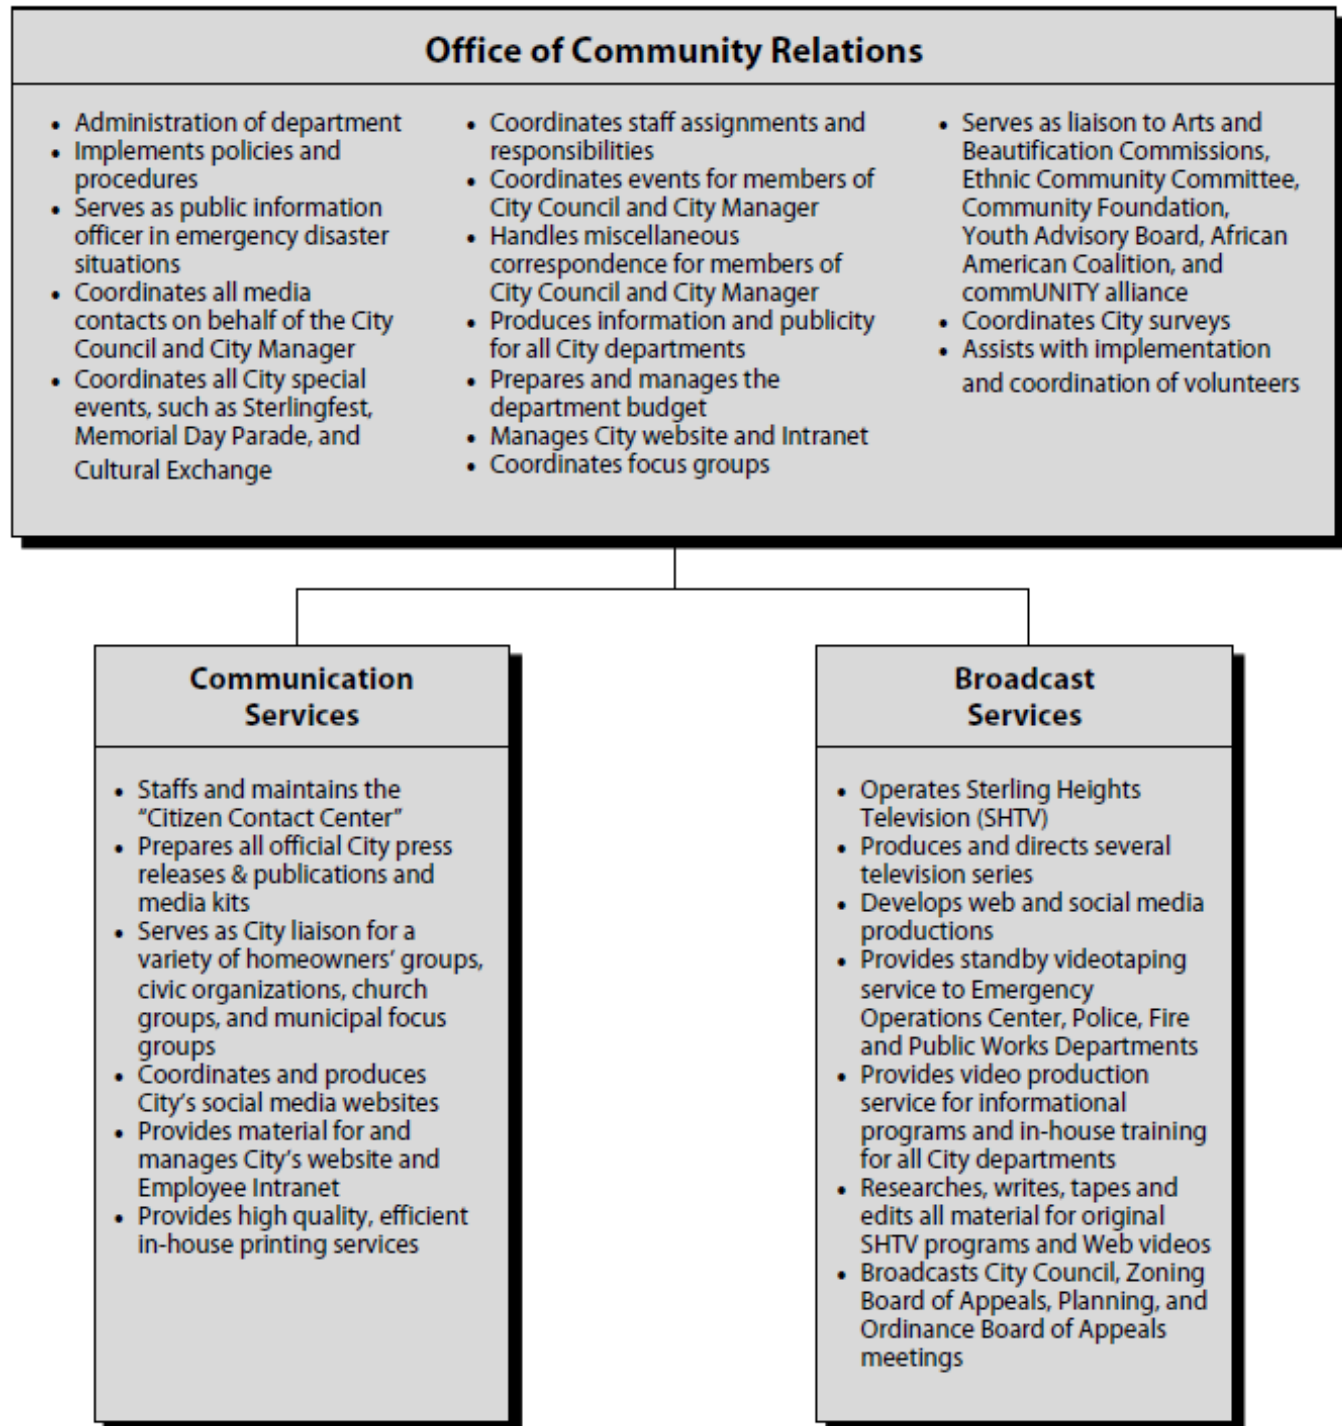 Office of Community Relations
• Administration of department
• Implements policies and
procedures
• Serves as public information
officer in emergency disaster
situations
• Coordinates all media
contacts on behalf of the City
Council and City Manager
• Coordinates all City special
events, such as Sterlingfest,
Memorial Day Parade, and
Cultural Exchange
• Coordinates staff assignments and
responsibilities
• Coordinates events for members of
City Council and City Manager
• Handles miscellaneous
correspondence for members of
City Council and City Manager
• Produces information and publicity
for all City departments
• Prepares and manages the
department budget
• Manages City website and Intranet
• Coordinates focus groups
• Serves as liaison to Arts and
Beautification Commissions,
Ethnic Community Committee,
Community Foundation,
Youth Advisory Board, African
American Coalition, and
commUNITY alliance
• Coordinates City surveys
• Assists with implementation
and coordination of volunteers
Communication
Services
• Staffs and maintains the
“Citizen Contact Center”
• Prepares all official City press
releases & publications and
media kits
• Serves as City liaison for a
variety of homeowners’ groups,
civic organizations, church
groups, and municipal focus
groups
• Coordinates and produces
City’s social media websites
• Provides material for and
manages City’s website and
Employee Intranet
• Provides high quality, efficient
in-house printing services
Broadcast
Services
• Operates Sterling Heights
Television (SHTV)
• Produces and directs several
television series
• Develops web and social media
productions
• Provides standby videotaping
service to Emergency
Operations Center, Police, Fire
and Public Works Departments
• Provides video production
service for informational
programs and in-house training
for all City departments
• Researches, writes, tapes and
edits all material for original
SHTV programs and Web videos
• Broadcasts City Council, Zoning
Board of Appeals, Planning, and
Ordinance Board of Appeals
meetings